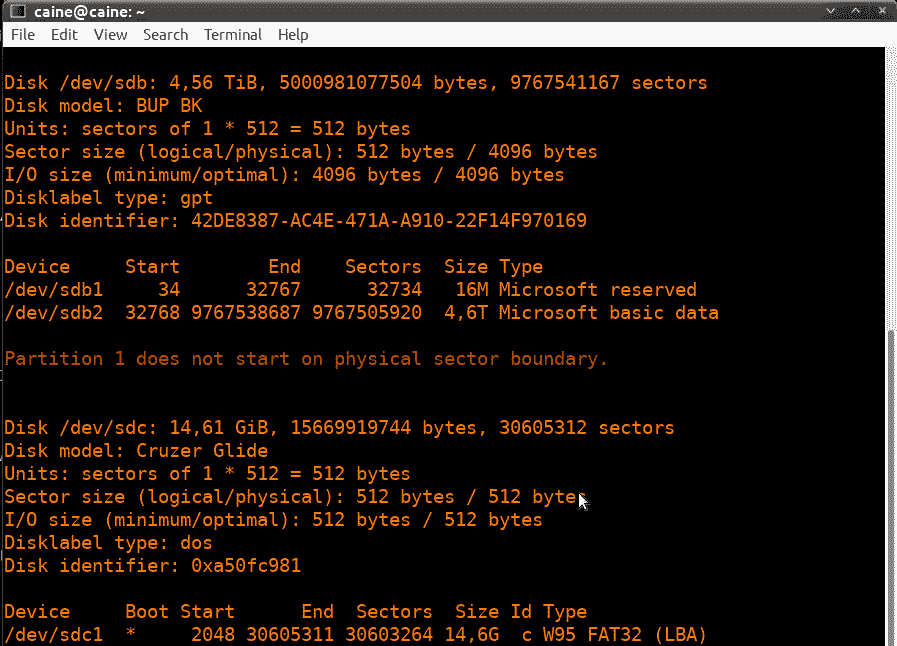 caine@caine: ~
File Edit View Search Terminal Help
Disk /dev/sdb: 4,56 TiB, 5000981077504 bytes, 9767541167 sectors
Disk model: BUP BK
Units: sectors of 1 * 512 = 512 bytes
Sector size (logical/physical): 512 bytes / 4096 bytes
I/O size (minimum/optimal): 4096 bytes / 4096 bytes
Disklabel type: gpt
Disk identifier: 42DE8387-AC4E-471A-A910-22F14F970169
Device     Start        End    Sectors  Size Type
/dev/sdb1     34      32767      32734   16M Microsoft reserved
/dev/sdb2  32768 9767538687 9767505920  4,6T Microsoft basic data
Partition 1 does not start on physical sector boundary.
Disk /dev/sdc: 14,61 GiB, 15669919744 bytes, 30605312 sectors
Disk model: Cruzer Glide
Units: sectors of 1 * 512 = 512 bytes
Sector size (logical/physical): 512 bytes / 512 bytes
I/O size (minimum/optimal): 512 bytes / 512 bytes
Disklabel type: dos
Disk identifier: 0xa50fc981
Device     Boot Start      End  Sectors  Size Id Type
/dev/sdc1  *     2048 30605311 30603264 14,6G  c W95 FAT32 (LBA)